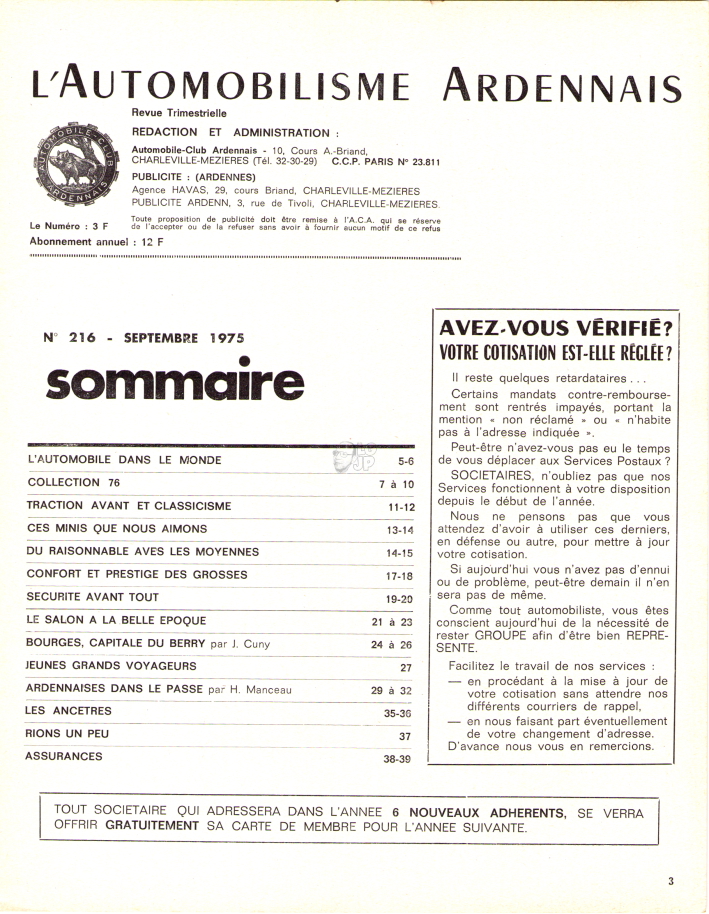 L'AUTOMOBILISME ARDENNAIS
Revue Trimestrielle
REDACTION ET ADMINISTRATION :
Automobile-Club Ardennais - 10, Cours A.-Briand,
CHARLEVILLE-MEZIERES (Tél. 32-30-29) C.C.P. PARIS N° 23.811
PUBLICITE : (ARDENNES)
Agence HAVAS, 29, cours Briand, CHARLEVILLE-MEZIERES
PUBLICITE ARDENN, 3, rue de Tivoli, CHARLEVILLE-MEZIERES.
AUTOMOBILE-CLUB
ARDENNAIS
Le Numéro : 3 F
Toute proposition de publicité doit être remise à l'A.C.A. qui se réserve
de l'accepter ou de la refuser sans avoir à fournir aucun motif de ce refus
Abonnement annuel : 12 F
N° 216 - SEPTEMBRE 1975
sommaire
L'AUTOMOBILE DANS LE MONDE 5-6
COLLECTION 76 7 à 10
TRACTION AVANT ET CLASSICISME 11-12
CES MINIS QUE NOUS AIMONS 13-14
DU RAISONNABLE AVES LES MOYENNES 14-15
CONFORT ET PRESTIGE DES GROSSES 17-18
SECURITE AVANT TOUT 19-20
LE SALON A LA BELLE EPOQUE 21 à 23
BOURGES, CAPITALE DU BERRY par J. Cuny 24 à 26
JEUNES GRANDS VOYAGEURS 27
ARDENNAISES DANS LE PASSE par H. Manceau 29 à 32
LES ANCETRES 35-36
RIONS UN PEU 37
ASSURANCES 38-39
AVEZ-VOUS VÉRIFIÉ?
VOTRE COTISATION EST-ELLE RÉGLÉE?
Il reste quelques retardataires . . .
Certains mandats contre-rembourse-
ment sont rentrés impayés, portant la
mention « non réclamé » ou « n'habite
pas à l'adresse indiquée ».
Peut-être n'avez-vous pas eu le temps
de vous déplacer aux Services Postaux ?
SOCIETAIRES, n'oubliez pas que nos
Services fonctionnent à votre disposition
depuis le début de l'année.
Nous ne pensons pas que vous
attendez d'avoir à utiliser ces derniers,
en défense ou autre, pour mettre à jour
votre cotisation.
Si aujourd'hui vous n'avez pas d'ennui
ou de problème, peut-être demain il n'en
sera pas de même.
Comme tout automobiliste, vous êtes
conscient aujourd'hui de la nécessité de
rester GROUPE afin d'être bien REPRE-
SENTE.
Facilitez le travail de nos services :
— en procédant à la mise à jour de
votre cotisation sans attendre nos
différents courriers de rappel,
— en nous faisant part éventuellement
de votre changement d'adresse.
D'avance nous vous en remercions.
TOUT SOCIETAIRE QUI ADRESSERA DANS L'ANNEE 6 NOUVEAUX ADHERENTS, SE VERRA
OFFRIR GRATUITEMENT SA CARTE DE MEMBRE POUR L'ANNEE SUIVANTE.
3